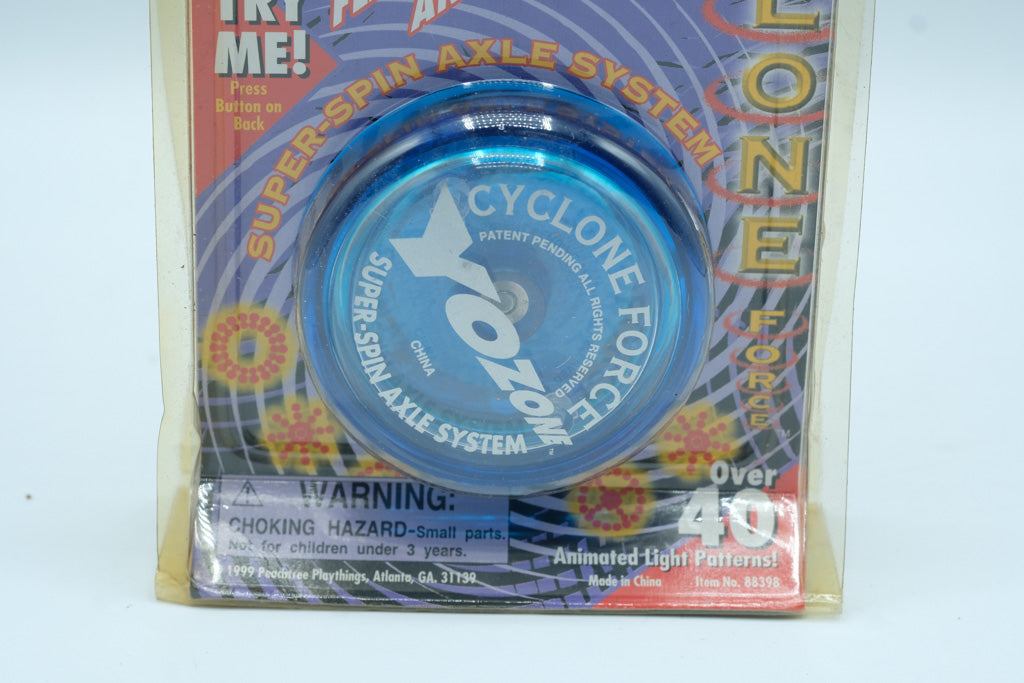 TRY
ME!
Press
Button on
Back
SUPER-SPIN AXLE SYSTEM
LONE
FORCE
TM
CYCLONE FORCE
PATENT PENDING ALL RIGHTS RESERVED
YOZONE
CHINA
SUPER-SPIN AXLE SYSTEM
WARNING:
CHOKING HAZARD-Small parts.
Not for children under 3 years.
© 1999 Peachtree Playthings, Atlanta, GA. 31139
Over
40
Animated Light Patterns!
Made in China Item No. 88398